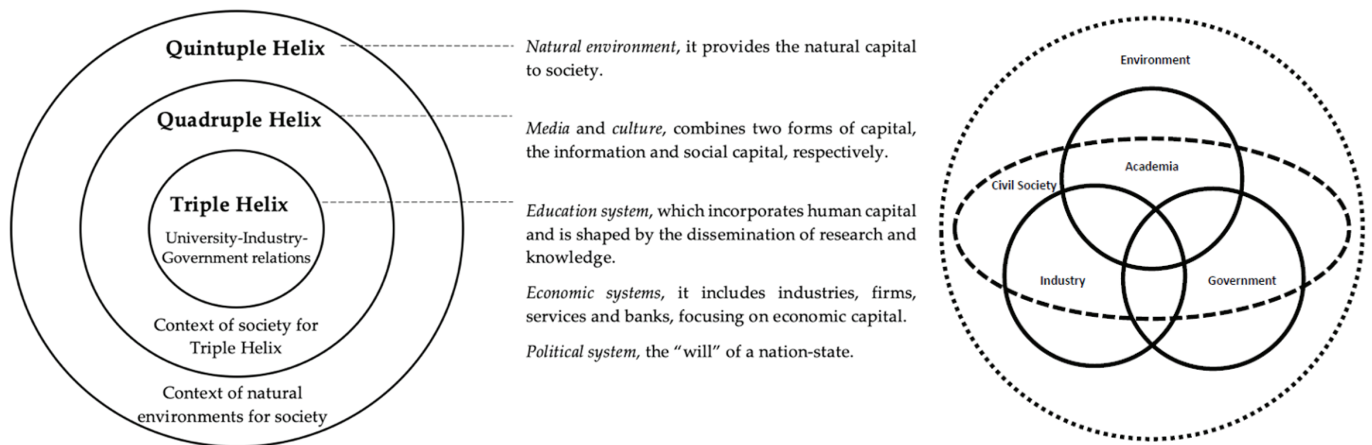 Quintuple Helix
Quadruple Helix
Triple Helix
University-Industry-
Government relations
Context of society for
Triple Helix
Context of natural
environments for society
Natural environment, it provides the natural capital
to society.
Media and culture, combines two forms of capital,
the information and social capital, respectively.
Education system, which incorporates human capital
and is shaped by the dissemination of research and
knowledge.
Economic systems, it includes industries, firms,
services and banks, focusing on economic capital.
Political system, the “will” of a nation-state.
Environment
Academia
Civil Society
Industry
Government